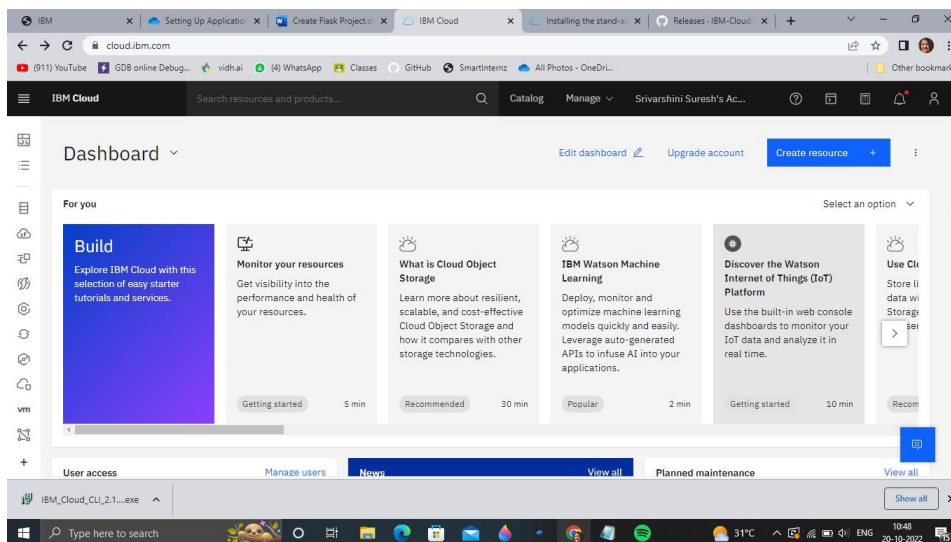 IBM
Setting Up Application
Create Flask Project.d
IBM Cloud
Installing the stand-al
Releases · IBM-Cloud
cloud.ibm.com
(911) YouTube
GDB online Debug...
vidh.ai
(4) WhatsApp
Classes
GitHub
SmartInternz
All Photos - OneDri...
Other bookmark
IBM Cloud
Search resources and products...
Catalog
Manage
Srivarshini Suresh's Ac...
Dashboard
Edit dashboard
Upgrade account
Create resource +
For you
Select an option
Build
Explore IBM Cloud with this
selection of easy starter
tutorials and services.
Monitor your resources
Get visibility into the
performance and health of
your resources.
Getting started
5 min
What is Cloud Object
Storage
Learn more about resilient,
scalable, and cost-effective
Cloud Object Storage and
how it compares with other
storage technologies.
Recommended
30 min
IBM Watson Machine
Learning
Deploy, monitor and
optimize machine learning
models quickly and easily.
Leverage auto-generated
APIs to infuse AI into your
applications.
Popular
2 min
Discover the Watson
Internet of Things (IoT)
Platform
Use the built-in web console
dashboards to monitor your
IoT data and analyze it in
real time.
Getting started
10 min
Use Clo
Store li
data wi
Storage
ser
Recom
vm
User access
Manage users
News
View all
Planned maintenance
View all
IBM_Cloud_CLI_2.1....exe
Show all
Type here to search
31°C
ENG
10:48
20-10-2022